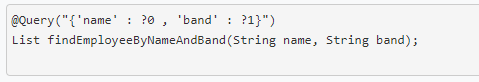 @Query("{'name' : ?0 , 'band' : ?1}")
List findEmployeeByNameAndBand(String name, String band);